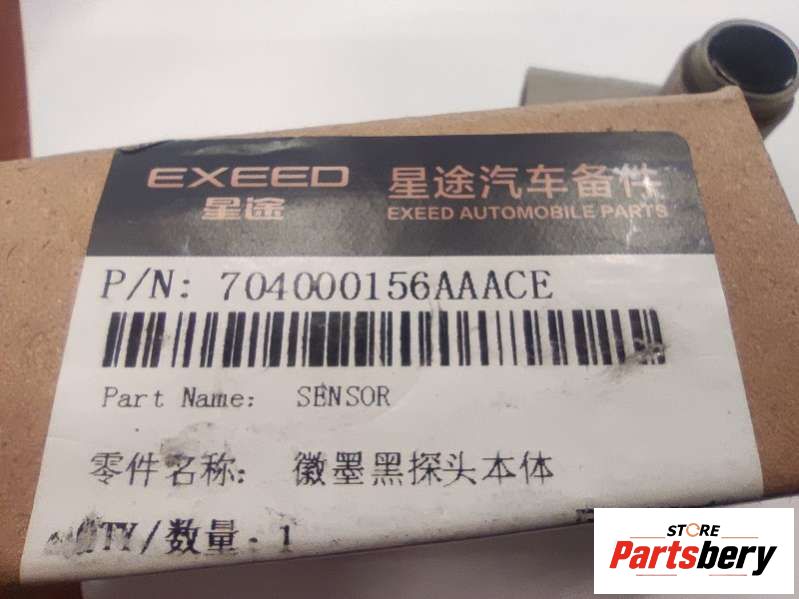 EXEED 星途汽车备件
星途 EXEED AUTOMOBILE PARTS
P/N: 704000156AAACE
Part Name: SENSOR
零件名称: 徽墨黑探头本体
QTY/数量: 1
STORE
Partsbery